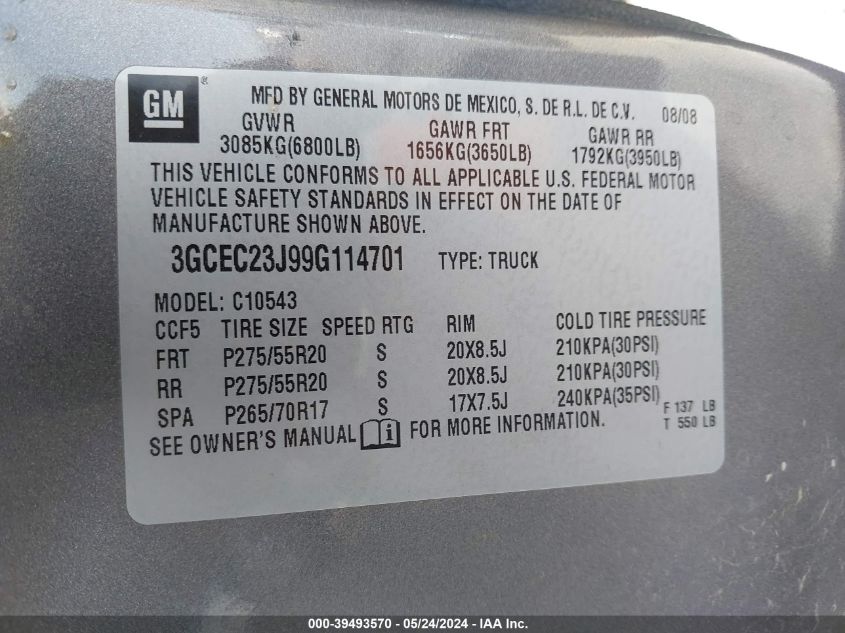 GM ®
MFD BY GENERAL MOTORS DE MEXICO, S. DE R.L. DE C.V. 08/08
GVWR GAWR FRT GAWR RR
3085KG(6800LB) 1656KG(3650LB) 1792KG(3950LB)
THIS VEHICLE CONFORMS TO ALL APPLICABLE U.S. FEDERAL MOTOR
VEHICLE SAFETY STANDARDS IN EFFECT ON THE DATE OF
MANUFACTURE SHOWN ABOVE.
3GCEC23J99G114701 TYPE: TRUCK
MODEL: C10543
CCF5 TIRE SIZE SPEED RTG RIM COLD TIRE PRESSURE
FRT P275/55R20 S 20X8.5J 210KPA(30PSI)
RR P275/55R20 S 20X8.5J 210KPA(30PSI)
SPA P265/70R17 S 17X7.5J 240KPA(35PSI)
F 137 LB
SEE OWNER'S MANUAL i FOR MORE INFORMATION. T 550 LB
000-39493570 / 05/24/2024 - IAA Inc.